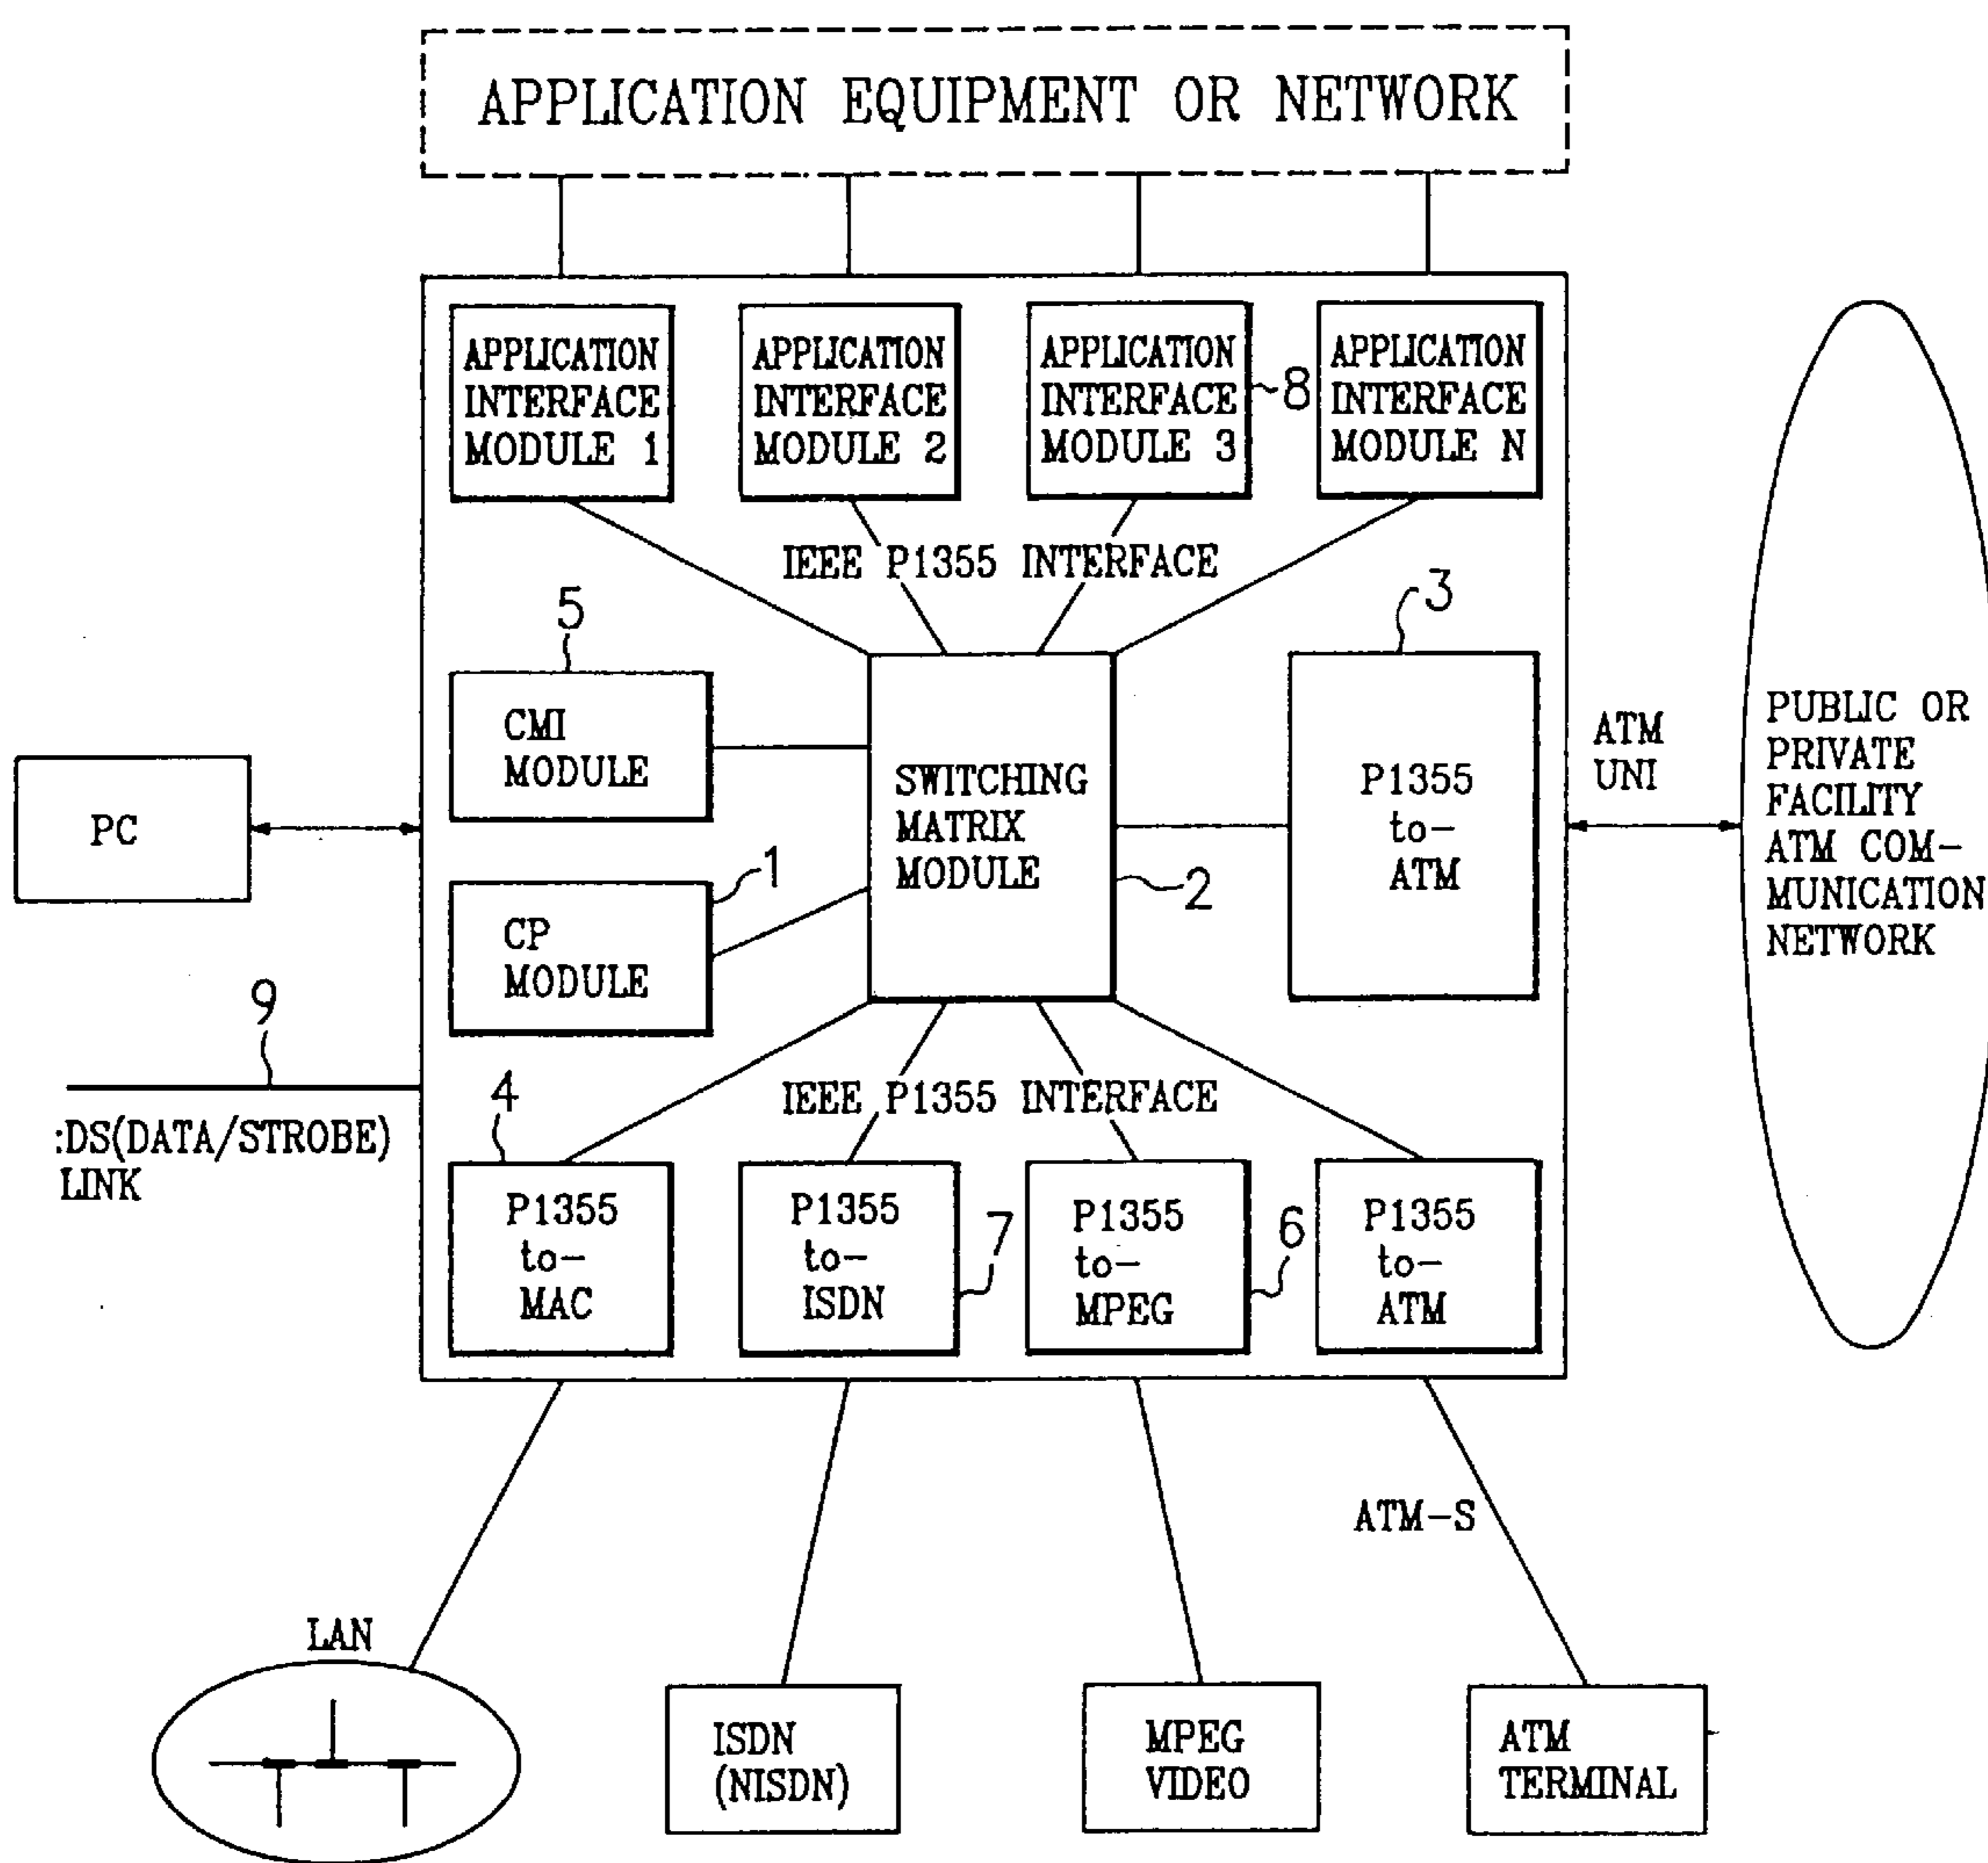 APPLICATION EQUIPMENT OR NETWORK
APPLICATION
INTERFACE
MODULE 1
APPLICATION
INTERFACE
MODULE 2
APPLICATION
INTERFACE
MODULE 3
8
APPLICATION
INTERFACE
MODULE N
IEEE P1355 INTERFACE
5
3
CMI
MODULE
SWITCHING
MATRIX
MODULE
2
P1355
to-
ATM
ATM
UNI
PUBLIC OR
PRIVATE
FACILITY
ATM COM-
MUNICATION
NETWORK
PC
1
CP
MODULE
9
:DS(DATA/STROBE)
LINK
4
IEEE P1355 INTERFACE
P1355
to-
MAC
P1355
to-
ISDN
7
P1355
to-
MPEG
6
P1355
to-
ATM
ATM-S
LAN
ISDN
(NISDN)
MPEG
VIDEO
ATM
TERMINAL